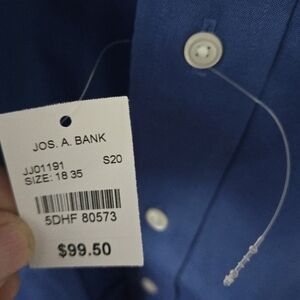 JOS. A. BANK
JJ01191 S20
SIZE: 18 35
5DHF 80573
$99.50